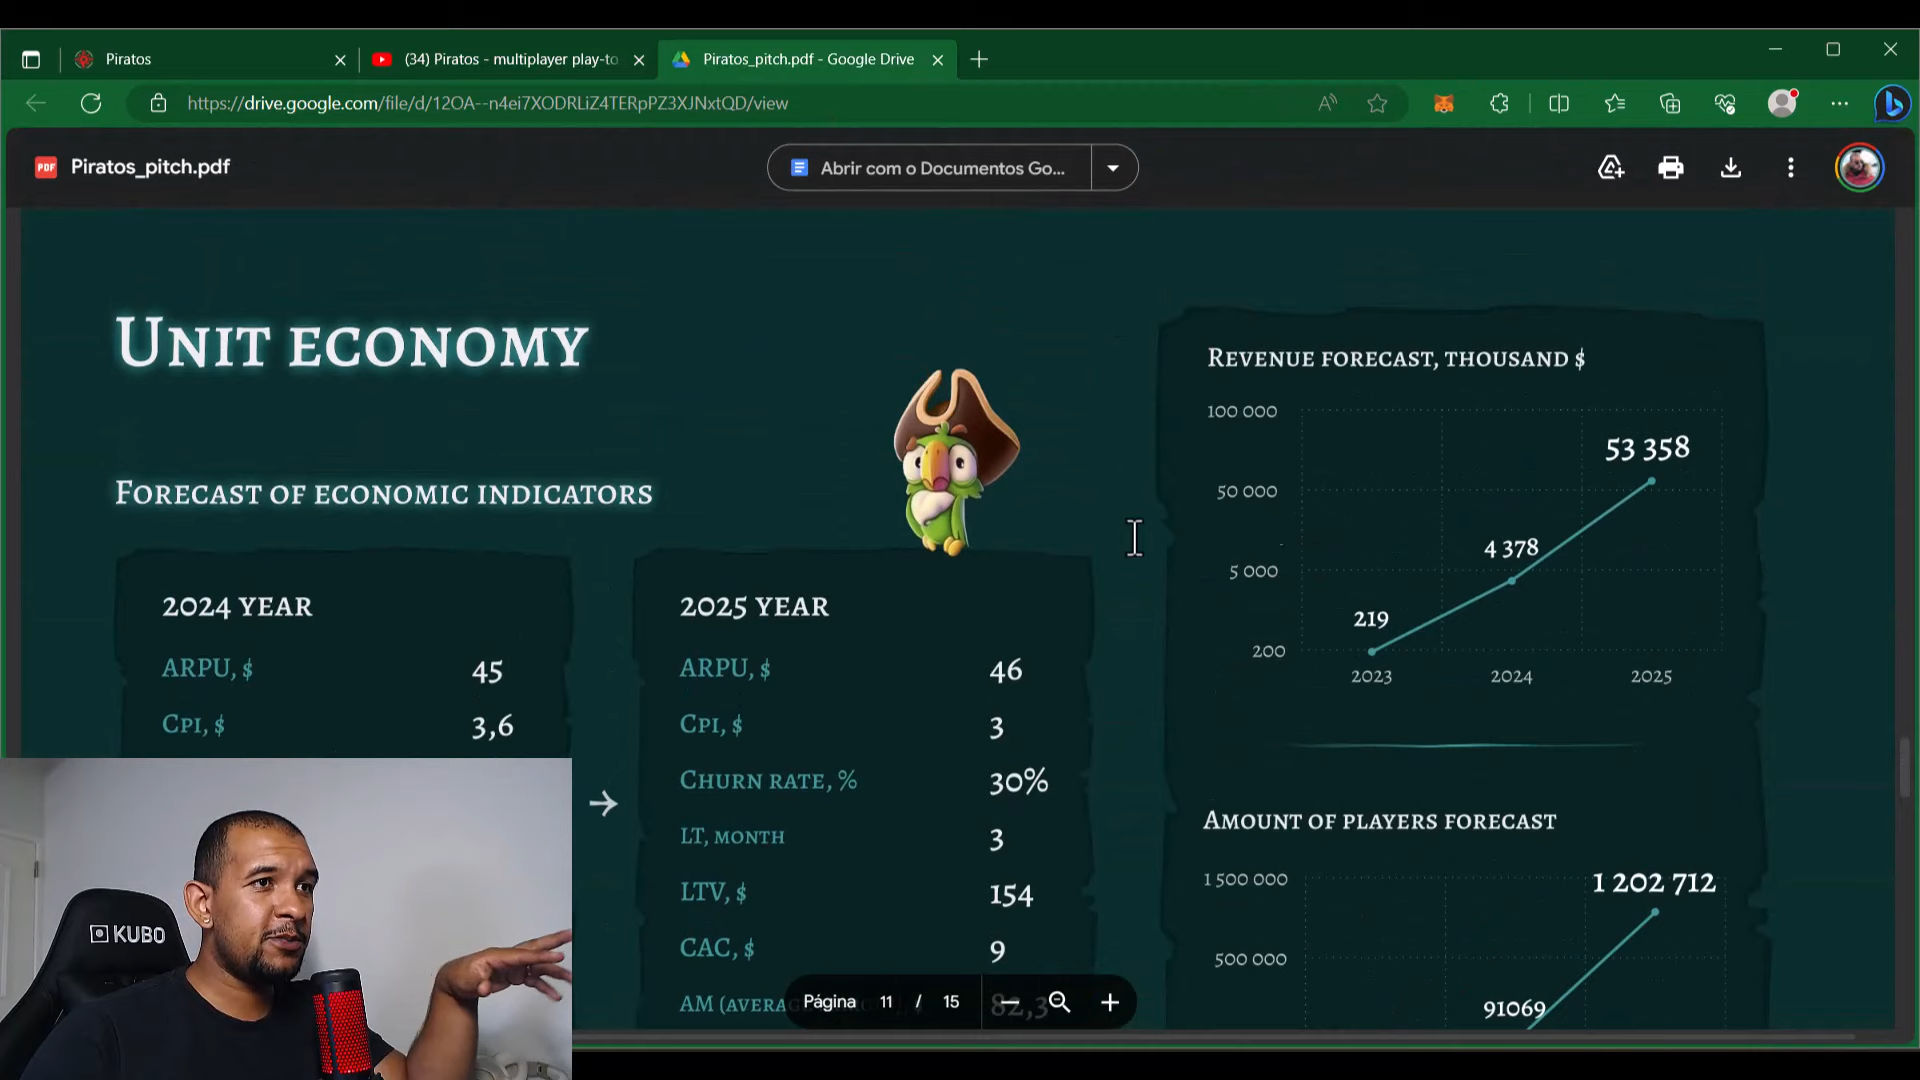 Piratos
(34) Piratos - multiplayer play-to
Piratos_pitch.pdf - Google Drive
https://drive.google.com/file/d/12OA--n4ei7XODRLiZ4TERpPZ3XJNxtQD/view
PDF
Piratos_pitch.pdf
Abrir com o Documentos Go...
UNIT ECONOMY
FORECAST OF ECONOMIC INDICATORS
2024 YEAR
ARPU, $ 45
CPI, $ 3,6
2025 YEAR
ARPU, $ 46
CPI, $ 3
CHURN RATE, % 30%
LT, MONTH 3
LTV, $ 154
CAC, $ 9
AM (AVERA 82,3
REVENUE FORECAST, THOUSAND $
100 000
50 000
5 000
200
53 358
4 378
219
2023 2024 2025
AMOUNT OF PLAYERS FORECAST
1 500 000
500 000
1 202 712
91069
Página 11 / 15
KUBO